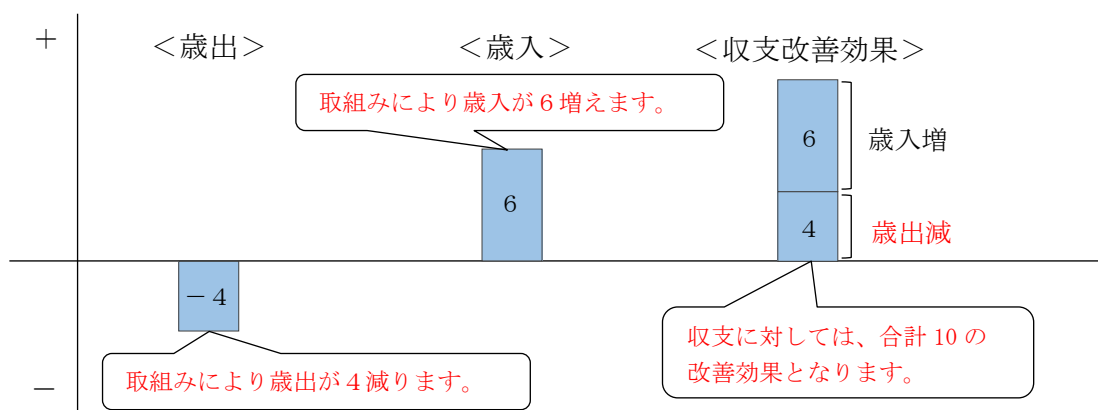 ＋
＜歳出＞
＜歳入＞
＜収支改善効果＞
取組みにより歳入が６増えます。
6
歳入増
6
4
歳出減
－４
取組みにより歳出が４減ります。
収支に対しては、合計 10 の
改善効果となります。
－